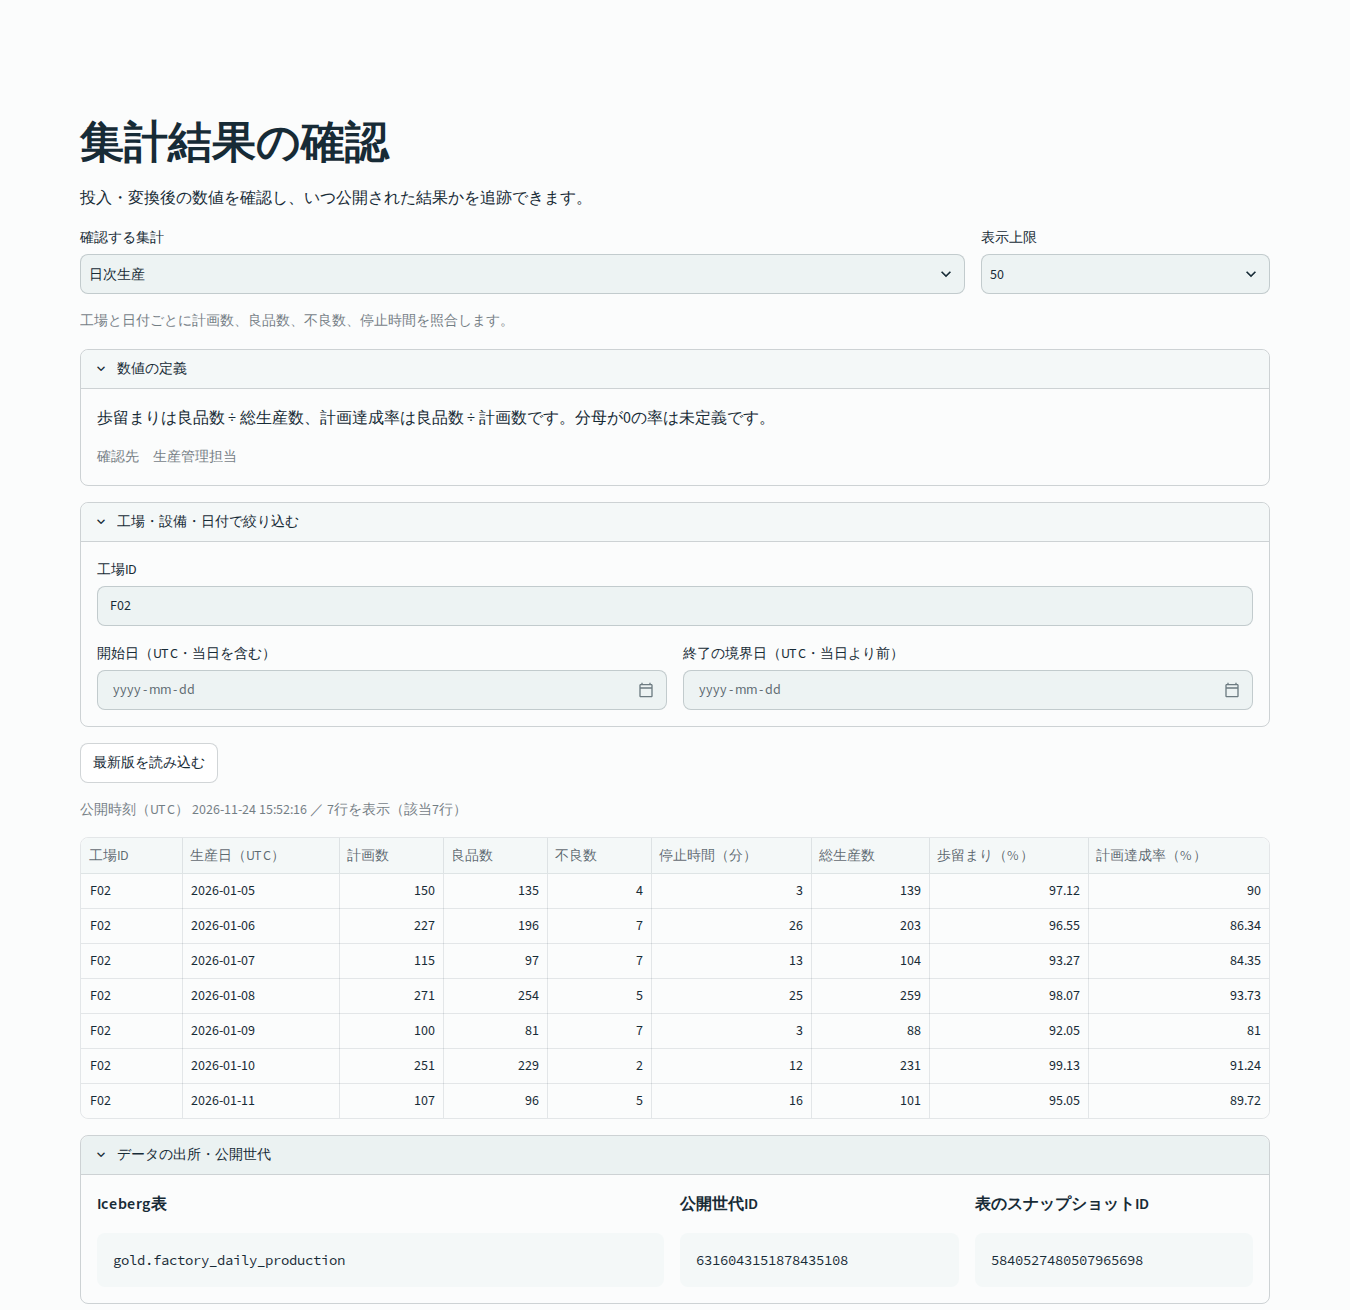 集計結果の確認
投入・変換後の数値を確認し、いつ公開された結果かを追跡できます。
確認する集計 表示上限
日次生産 50
工場と日付ごとに計画数、良品数、不良数、停止時間を照合します。
数値の定義
歩留まりは良品数 ÷ 総生産数、計画達成率は良品数 ÷ 計画数です。分母が0の率は未定義です。
確認先　生産管理担当
工場・設備・日付で絞り込む
工場ID
F02
開始日（UTC・当日を含む） 終了の境界日（UTC・当日より前）
yyyy-mm-dd yyyy-mm-dd
最新版を読み込む
公開時刻（UTC） 2026-11-24 15:52:16 ／ 7行を表示（該当7行）
工場ID 生産日（UTC） 計画数 良品数 不良数 停止時間（分） 総生産数 歩留まり（%） 計画達成率（%）
F02 2026-01-05 150 135 4 3 139 97.12 90
F02 2026-01-06 227 196 7 26 203 96.55 86.34
F02 2026-01-07 115 97 7 13 104 93.27 84.35
F02 2026-01-08 271 254 5 25 259 98.07 93.73
F02 2026-01-09 100 81 7 3 88 92.05 81
F02 2026-01-10 251 229 2 12 231 99.13 91.24
F02 2026-01-11 107 96 5 16 101 95.05 89.72
データの出所・公開世代
Iceberg表 公開世代ID 表のスナップショットID
gold.factory_daily_production 6316043151878435108 5840527480507965698